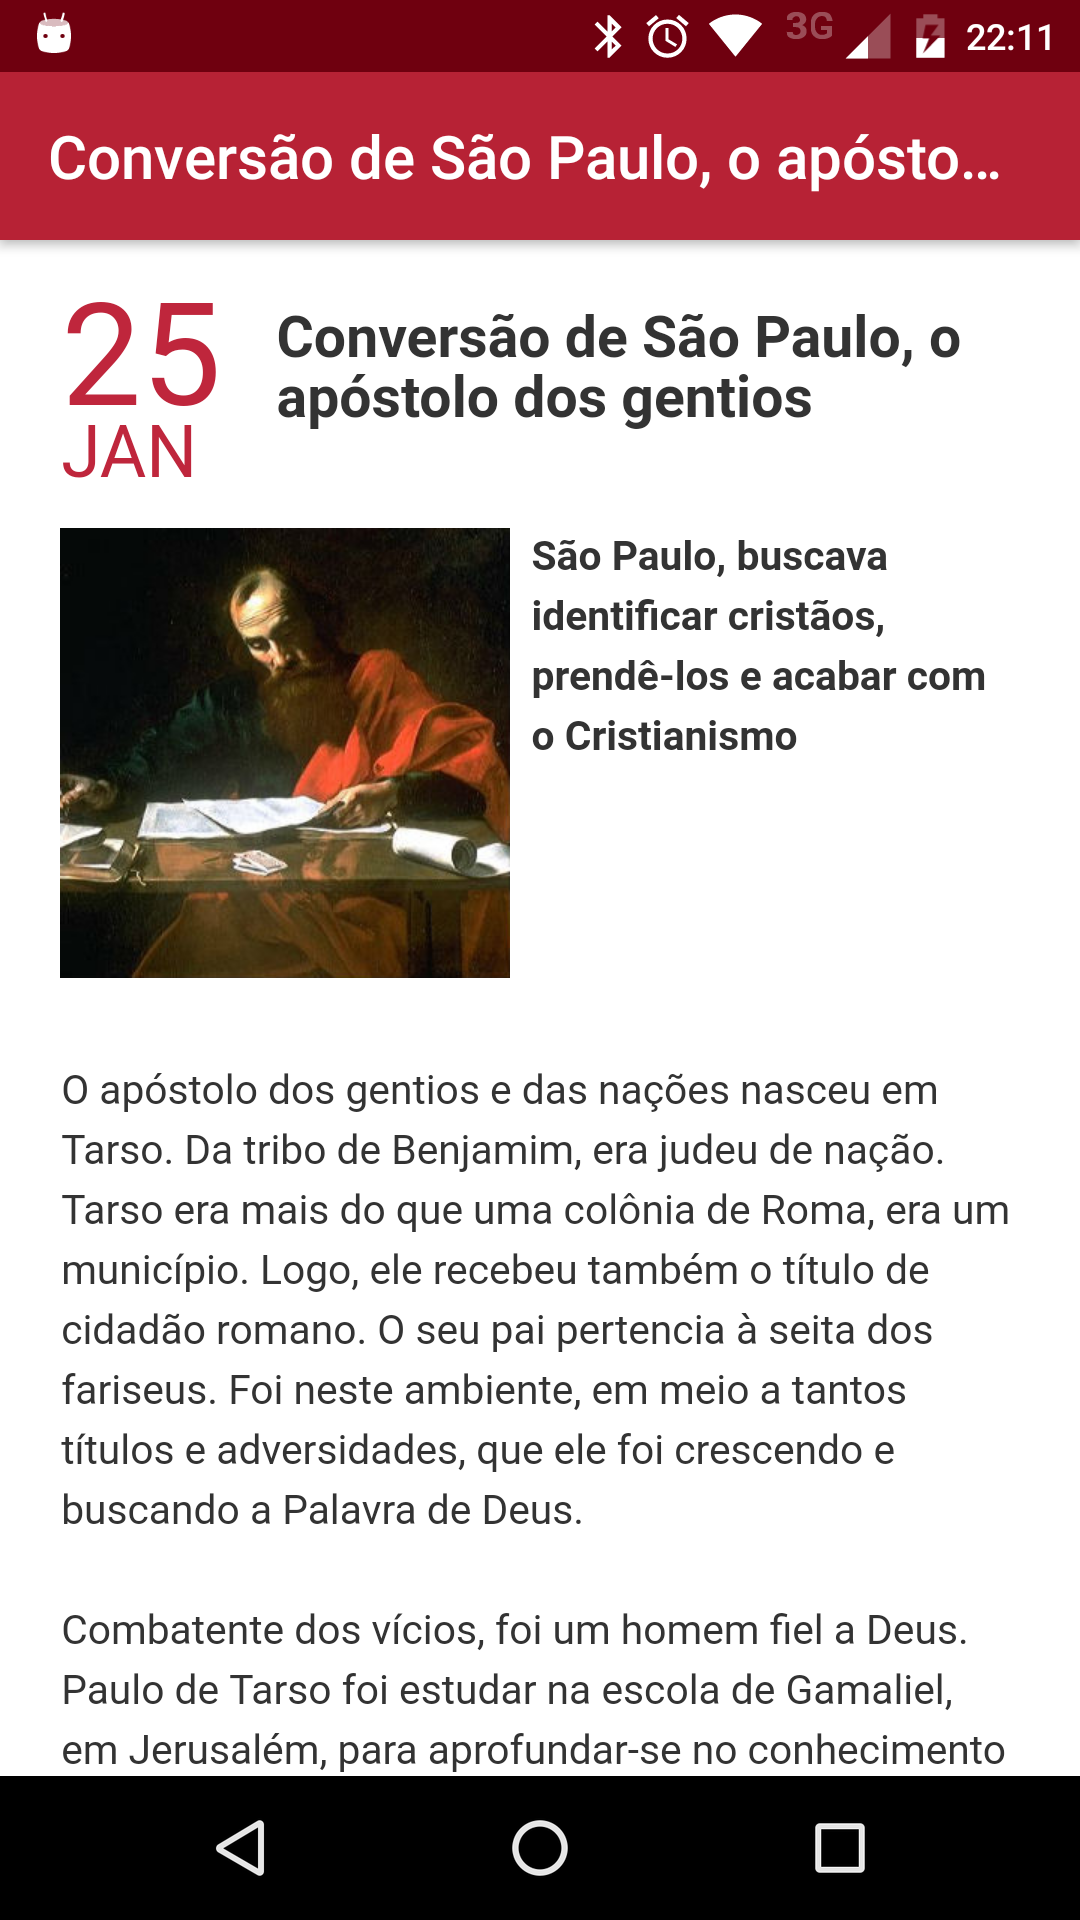 3G
22:11
Conversão de São Paulo, o apósto...
25
JAN
Conversão de São Paulo, o
apóstolo dos gentios
São Paulo, buscava
identificar cristãos,
prendê-los e acabar com
o Cristianismo
O apóstolo dos gentios e das nações nasceu em
Tarso. Da tribo de Benjamim, era judeu de nação.
Tarso era mais do que uma colônia de Roma, era um
município. Logo, ele recebeu também o título de
cidadão romano. O seu pai pertencia à seita dos
fariseus. Foi neste ambiente, em meio a tantos
títulos e adversidades, que ele foi crescendo e
buscando a Palavra de Deus.
Combatente dos vícios, foi um homem fiel a Deus.
Paulo de Tarso foi estudar na escola de Gamaliel,
em Jerusalém, para aprofundar-se no conhecimento